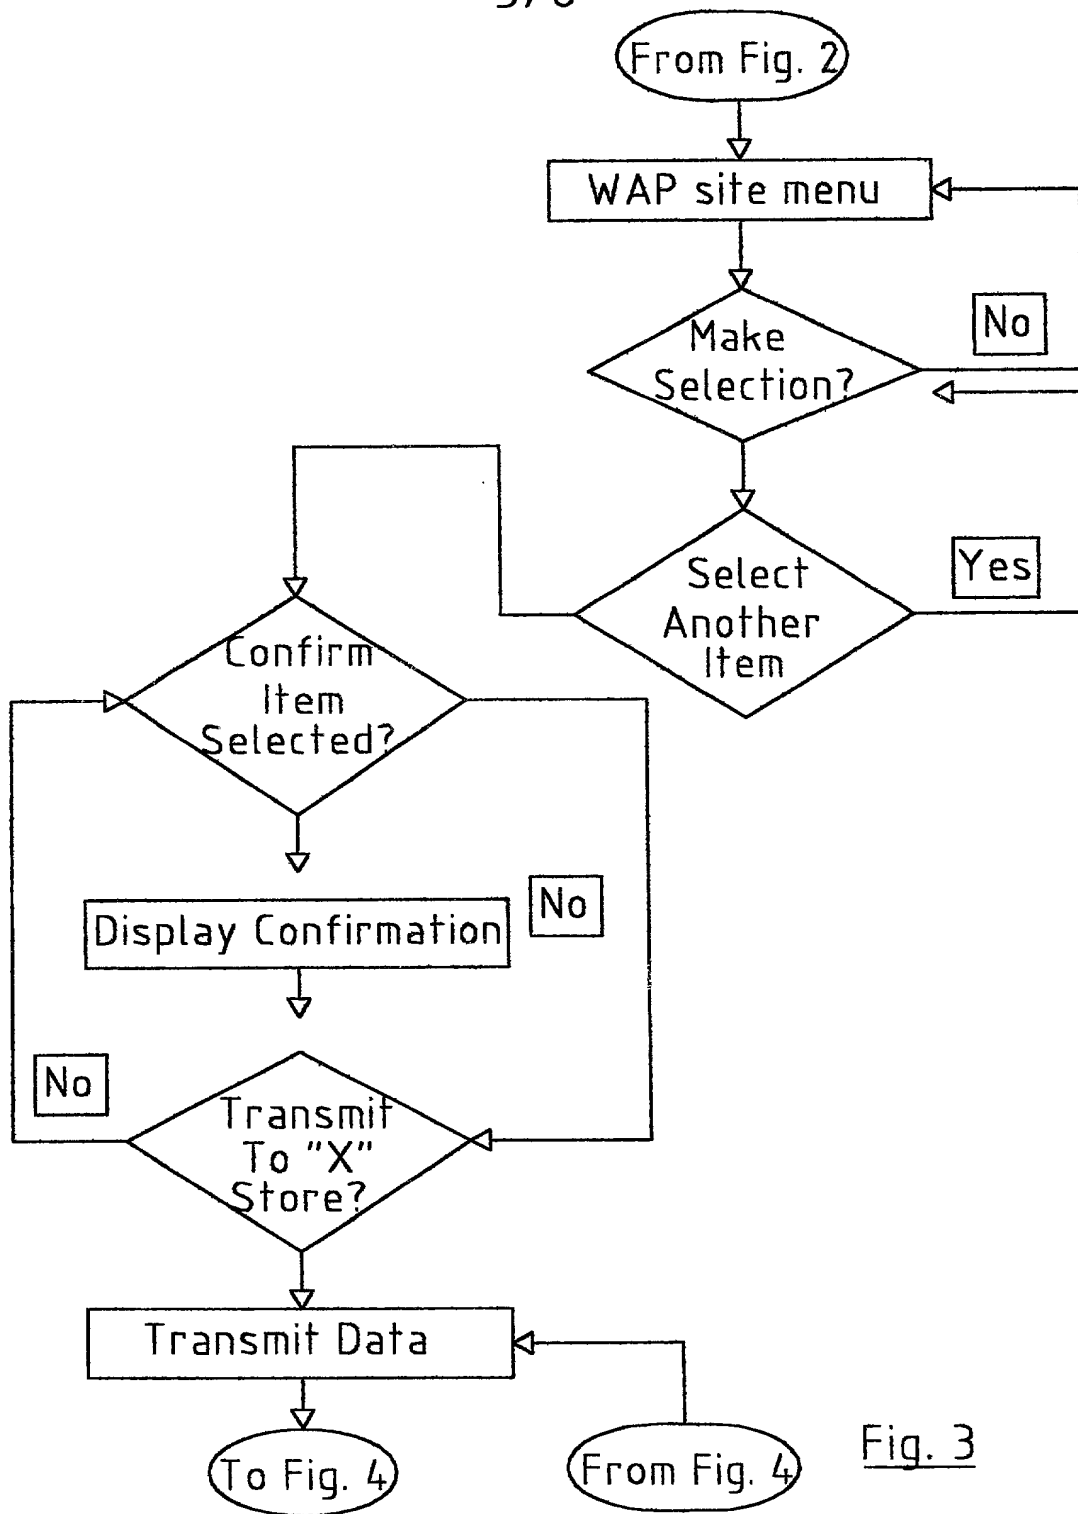 From Fig. 2
WAP site menu
Make
Selection?
No
Select
Another
Item
Yes
Confirm
Item
Selected?
Display Confirmation
No
No
Transmit
To "X"
Store?
Transmit Data
To Fig. 4
From Fig. 4
Fig. 3